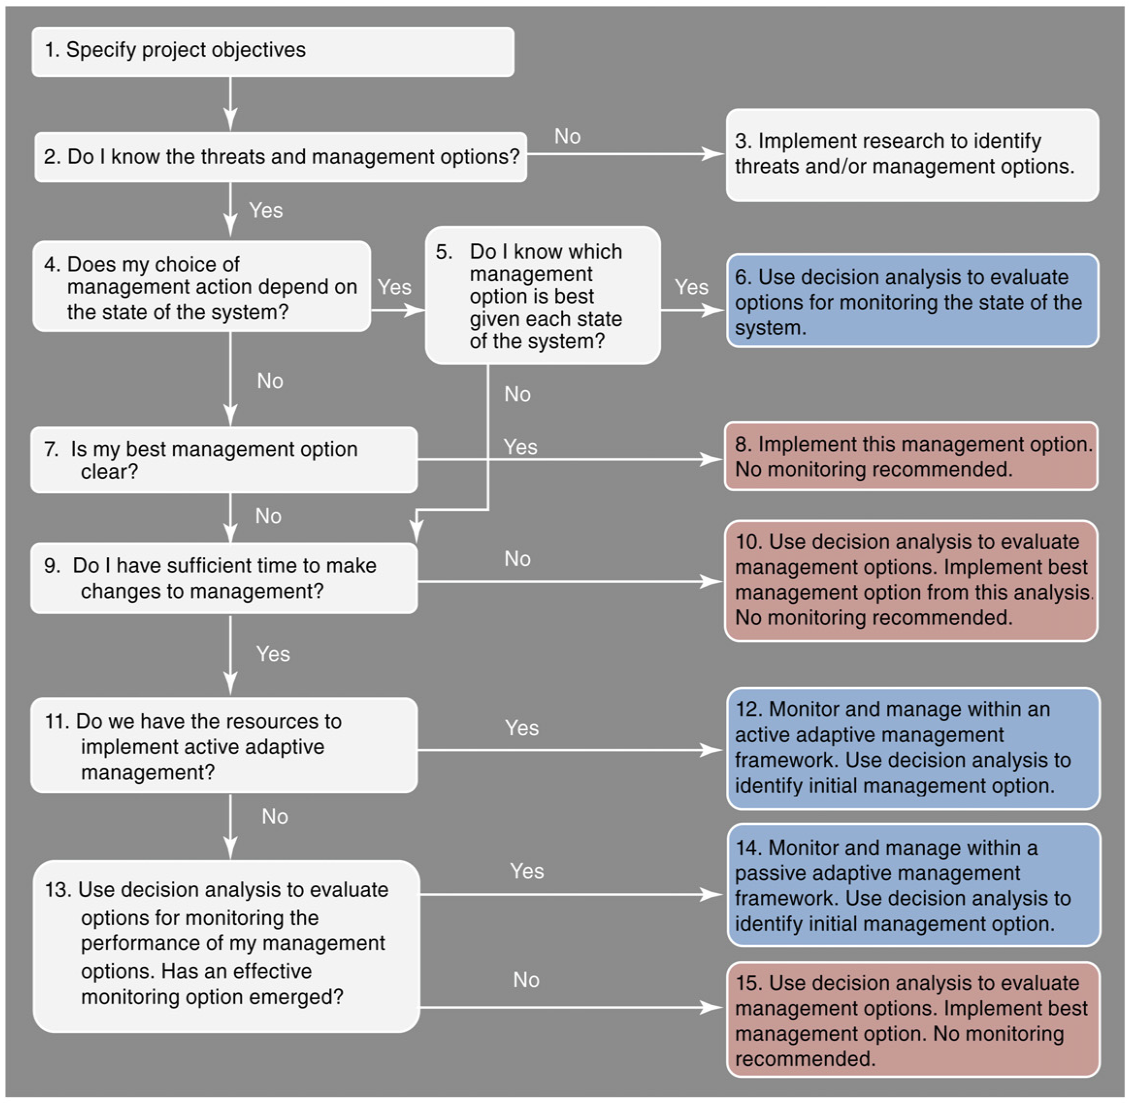 1. Specify project objectives
2. Do I know the threats and management options?
No
3. Implement research to identify
threats and/or management options.
Yes
4. Does my choice of
management action depend on
the state of the system?
Yes
5. Do I know which
management
option is best
given each state
of the system?
Yes
6. Use decision analysis to evaluate
options for monitoring the state of the
system.
No
No
7. Is my best management option
clear?
Yes
8. Implement this management option.
No monitoring recommended.
No
9. Do I have sufficient time to make
changes to management?
No
10. Use decision analysis to evaluate
management options. Implement best
management option from this analysis.
No monitoring recommended.
Yes
11. Do we have the resources to
implement active adaptive
management?
Yes
12. Monitor and manage within an
active adaptive management
framework. Use decision analysis to
identify initial management option.
No
13. Use decision analysis to evaluate
options for monitoring the
performance of my management
options. Has an effective
monitoring option emerged?
Yes
14. Monitor and manage within a
passive adaptive management
framework. Use decision analysis to
identify initial management option.
No
15. Use decision analysis to evaluate
management options. Implement best
management option. No monitoring
recommended.